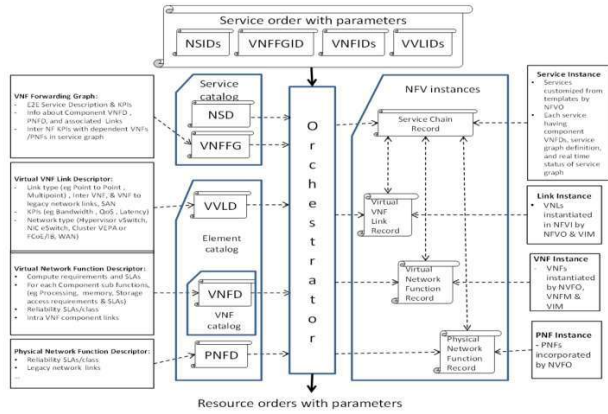 Service order with parameters
NSIDs
VNFFGID
VNFIDs
VVLIDs
VNF Forwarding Graph:
E2E Service Description & KPIs
Info about Component VNFD ,
PNFD, and associated Links
Inter NF KPIs with dependent VNFs
/PNFs in service graph
Virtual VNF Link Descriptor:
Link type (eg Point to Point ,
Multipoint) , Inter VNF, & VNF to
legacy network links, SAN
KPIs (eg Bandwidth , QoS , Latency)
Network type (Hypervisor vSwitch,
NIC eSwitch, Cluster VEPA or
FCoE/IB, WAN)
Virtual Network Function Descriptor:
Compute requirements and SLAs
For each Component sub functions,
(eg Processing, memory, Storage
access requirements & SLAs)
Reliability SLAs/class
Intra VNF component links
Physical Network Function Descriptor:
Reliability SLAs/class
Legacy network links
...
Service
catalog
NSD
VNFFG
VVLD
Element
catalog
VNFD
VNF
catalog
PNFD
Orchestrator
NFV instances
Service Chain
Record
Virtual
VNF
Link
Record
Virtual
Network
Function
Record
Physical
Network
Function
Record
Service Instance
Services
customized from
templates by
NFVO
Each service
having
component
VNFDs, service
graph definition,
and real time
status of service
graph
Link Instance
- VNLs
instantiated in
NFVI by
NFVO & VIM
VNF Instance
- VNFs
instantiated
by NVFO,
VNFM &
VIM
PNF Instance
- PNFs
incorporated
by NVFO
Resource orders with parameters